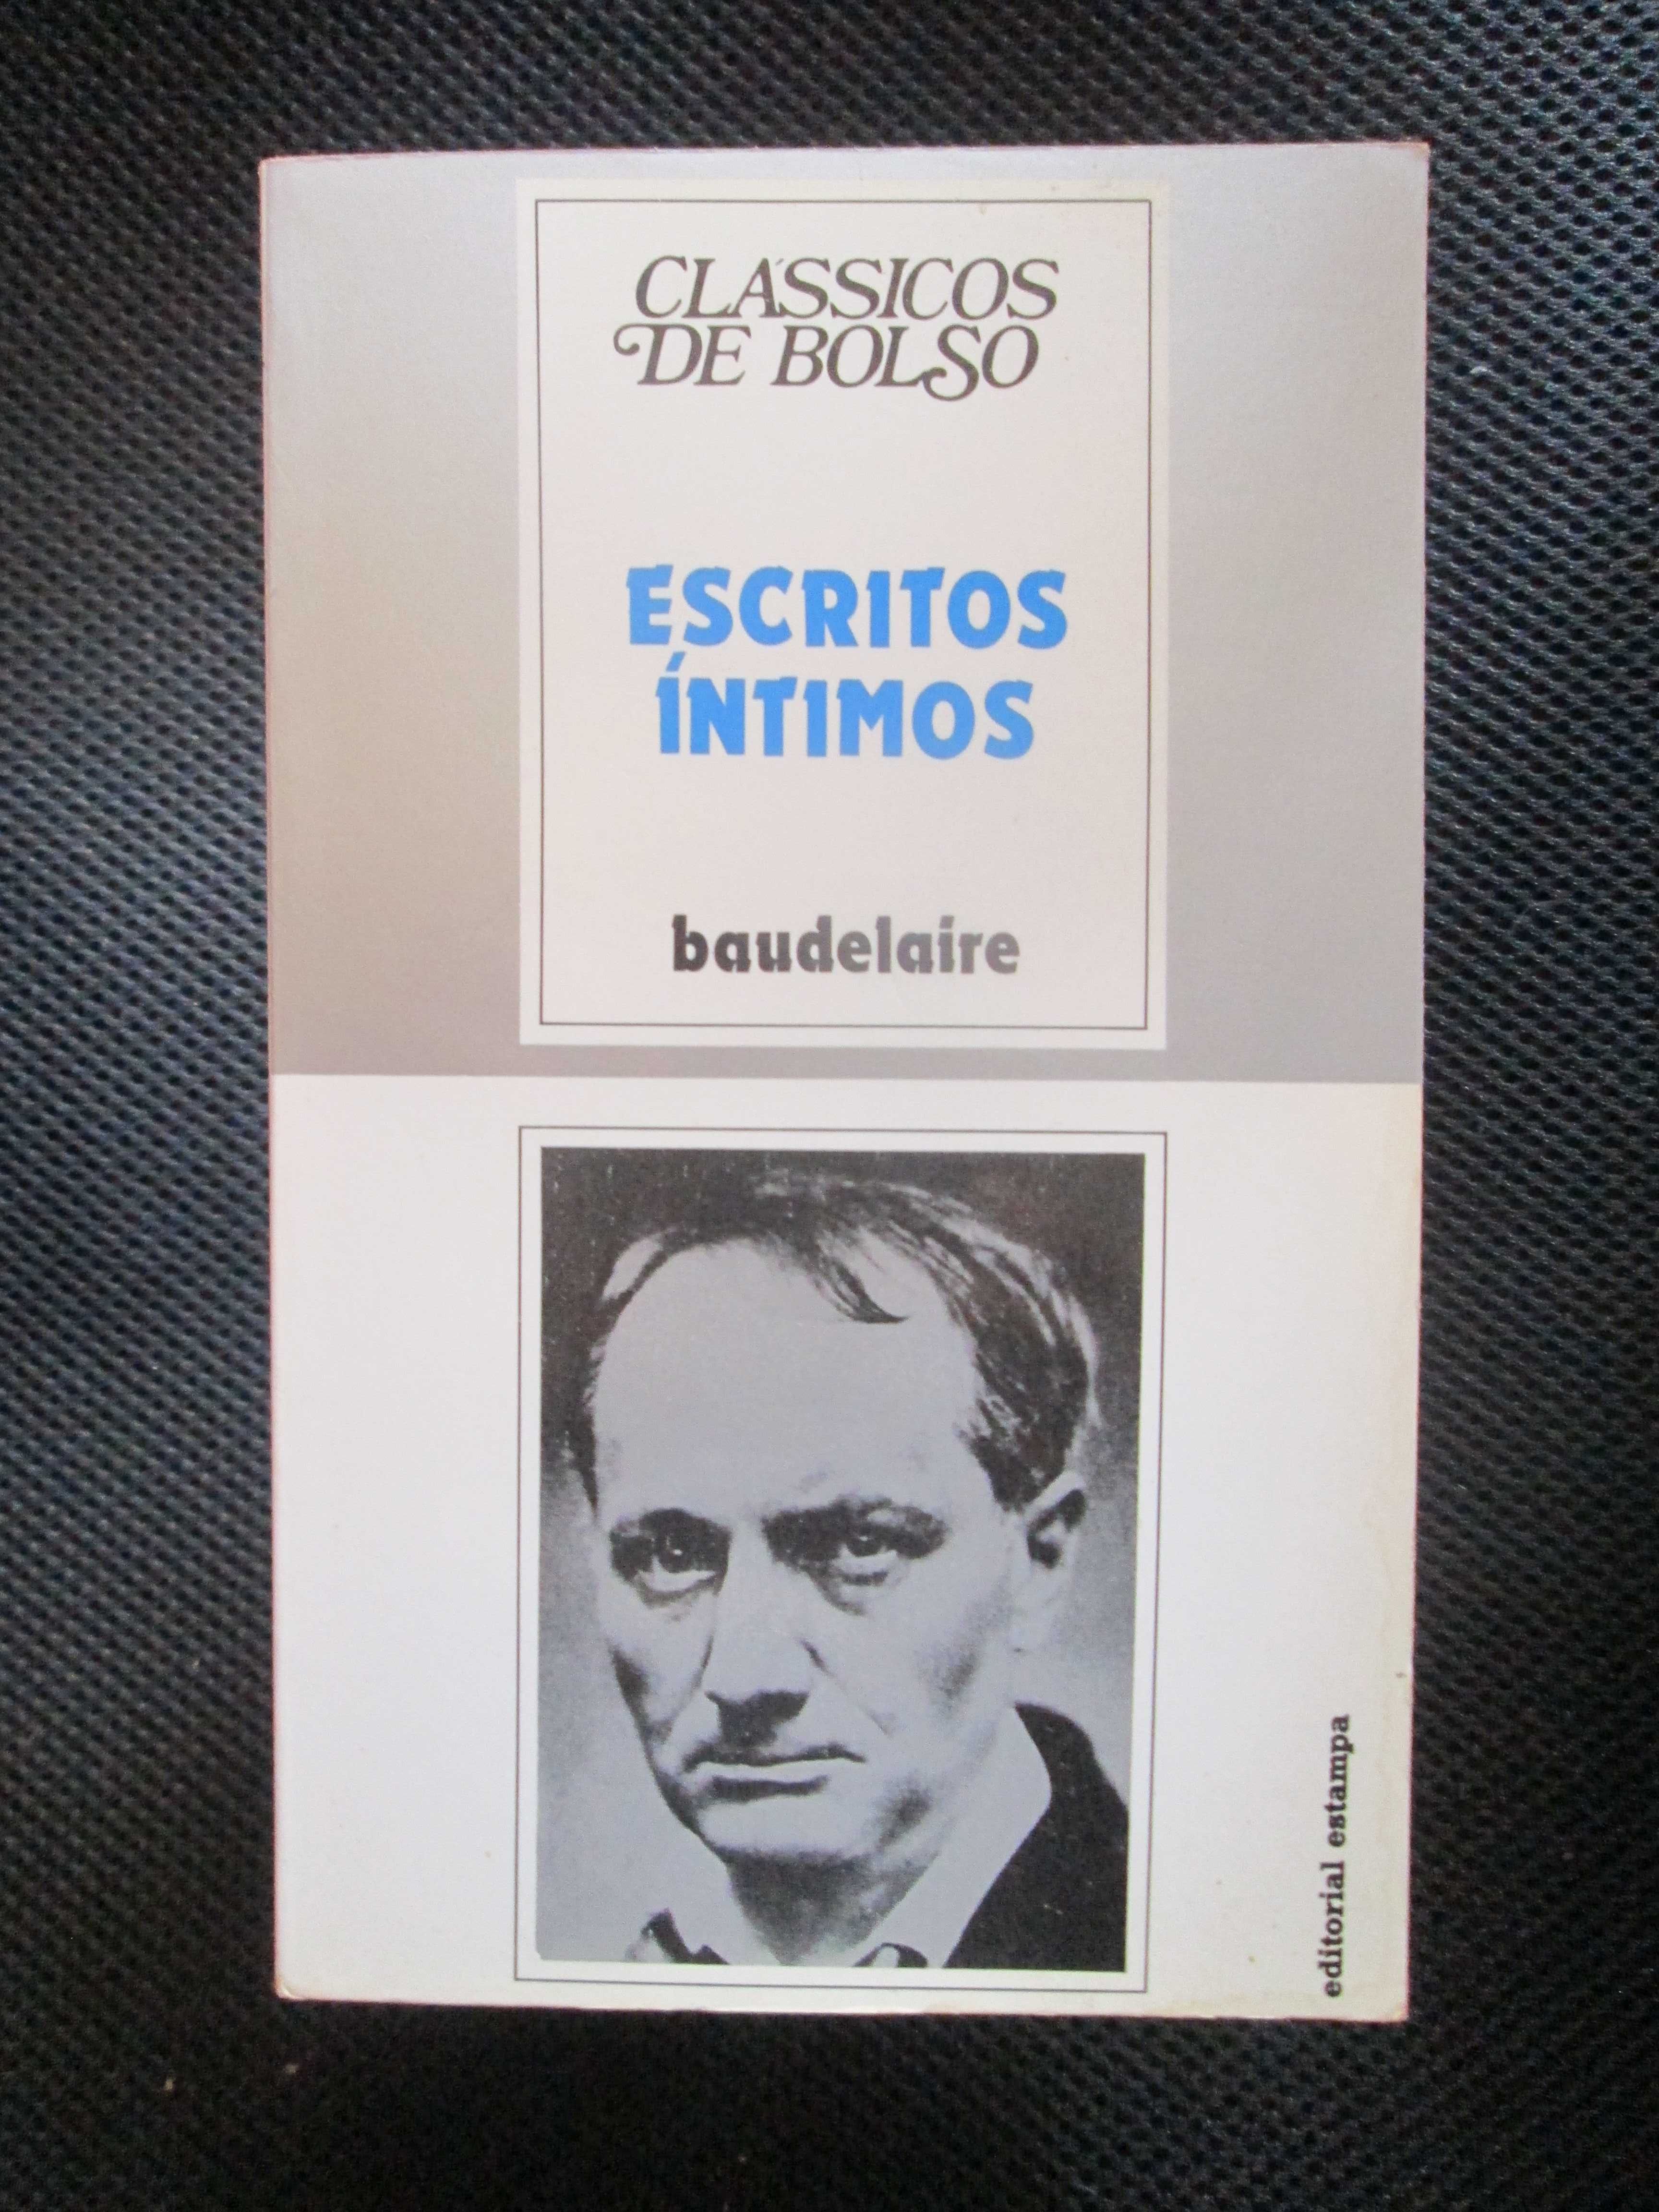 CLÁSSICOS
DE BOLSO
ESCRITOS
ÍNTIMOS
baudelaire
editorial estampa